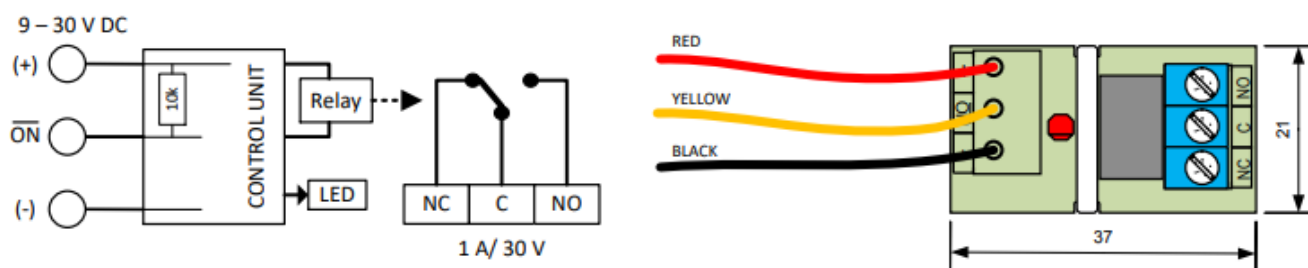 9 – 30 V DC
(+)
ON
(-)
10k
CONTROL UNIT
Relay
LED
NC C NO
1 A/ 30 V
RED
YELLOW
BLACK
NO
C
NC
21
37